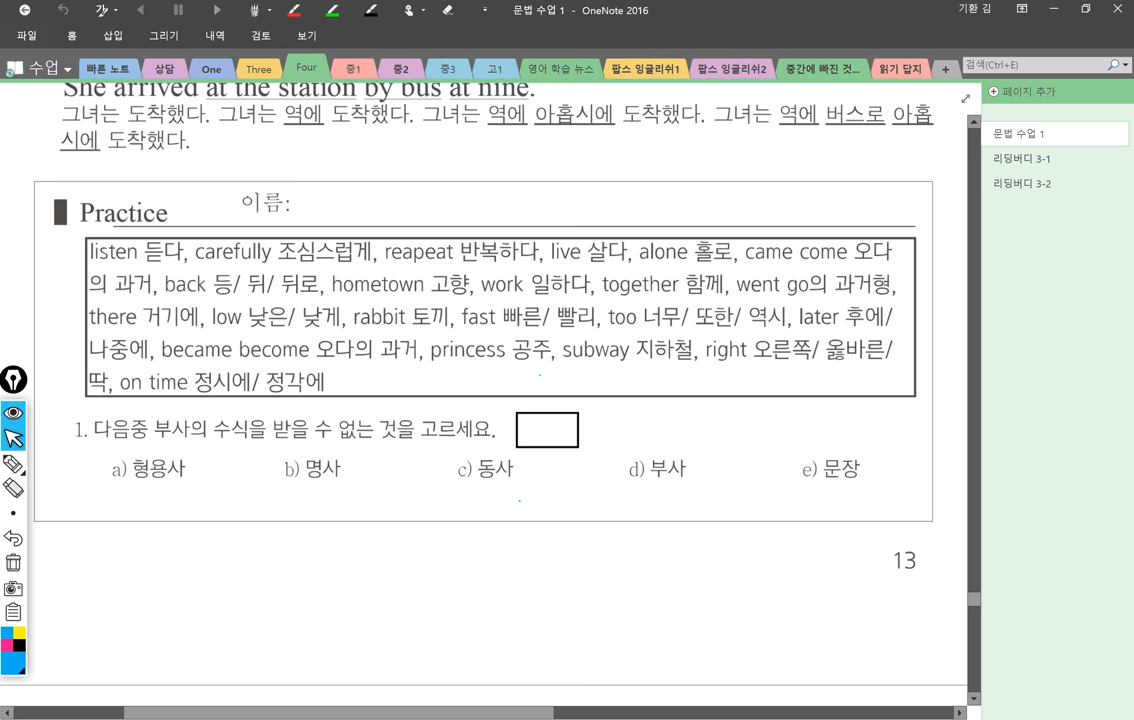 문법 수업 1 - OneNote 2016
기환 김
파일 홈 삽입 그리기 내역 검토 보기
수업 빠른 노트 상담 One Three Four 중1 중2 중3 고1 영어 학습 뉴스 팝스 잉글리쉬1 팝스 잉글리쉬2 중간에 빠진 것... 읽기 답지 + 검색(Ctrl+E)
She arrived at the station by bus at nine.
그녀는 도착했다. 그녀는 역에 도착했다. 그녀는 역에 아홉시에 도착했다. 그녀는 역에 버스로 아홉
시에 도착했다.
Practice 이름:
listen 듣다, carefully 조심스럽게, reapeat 반복하다, live 살다, alone 홀로, came come 오다
의 과거, back 등/ 뒤/ 뒤로, hometown 고향, work 일하다, together 함께, went go의 과거형,
there 거기에, low 낮은/ 낮게, rabbit 토끼, fast 빠른/ 빨리, too 너무/ 또한/ 역시, later 후에/
나중에, became become 오다의 과거, princess 공주, subway 지하철, right 오른쪽/ 옳바른/
딱, on time 정시에/ 정각에
1. 다음중 부사의 수식을 받을 수 없는 것을 고르세요.
a) 형용사 b) 명사 c) 동사 d) 부사 e) 문장
13
페이지 추가
문법 수업 1
리딩버디 3-1
리딩버디 3-2